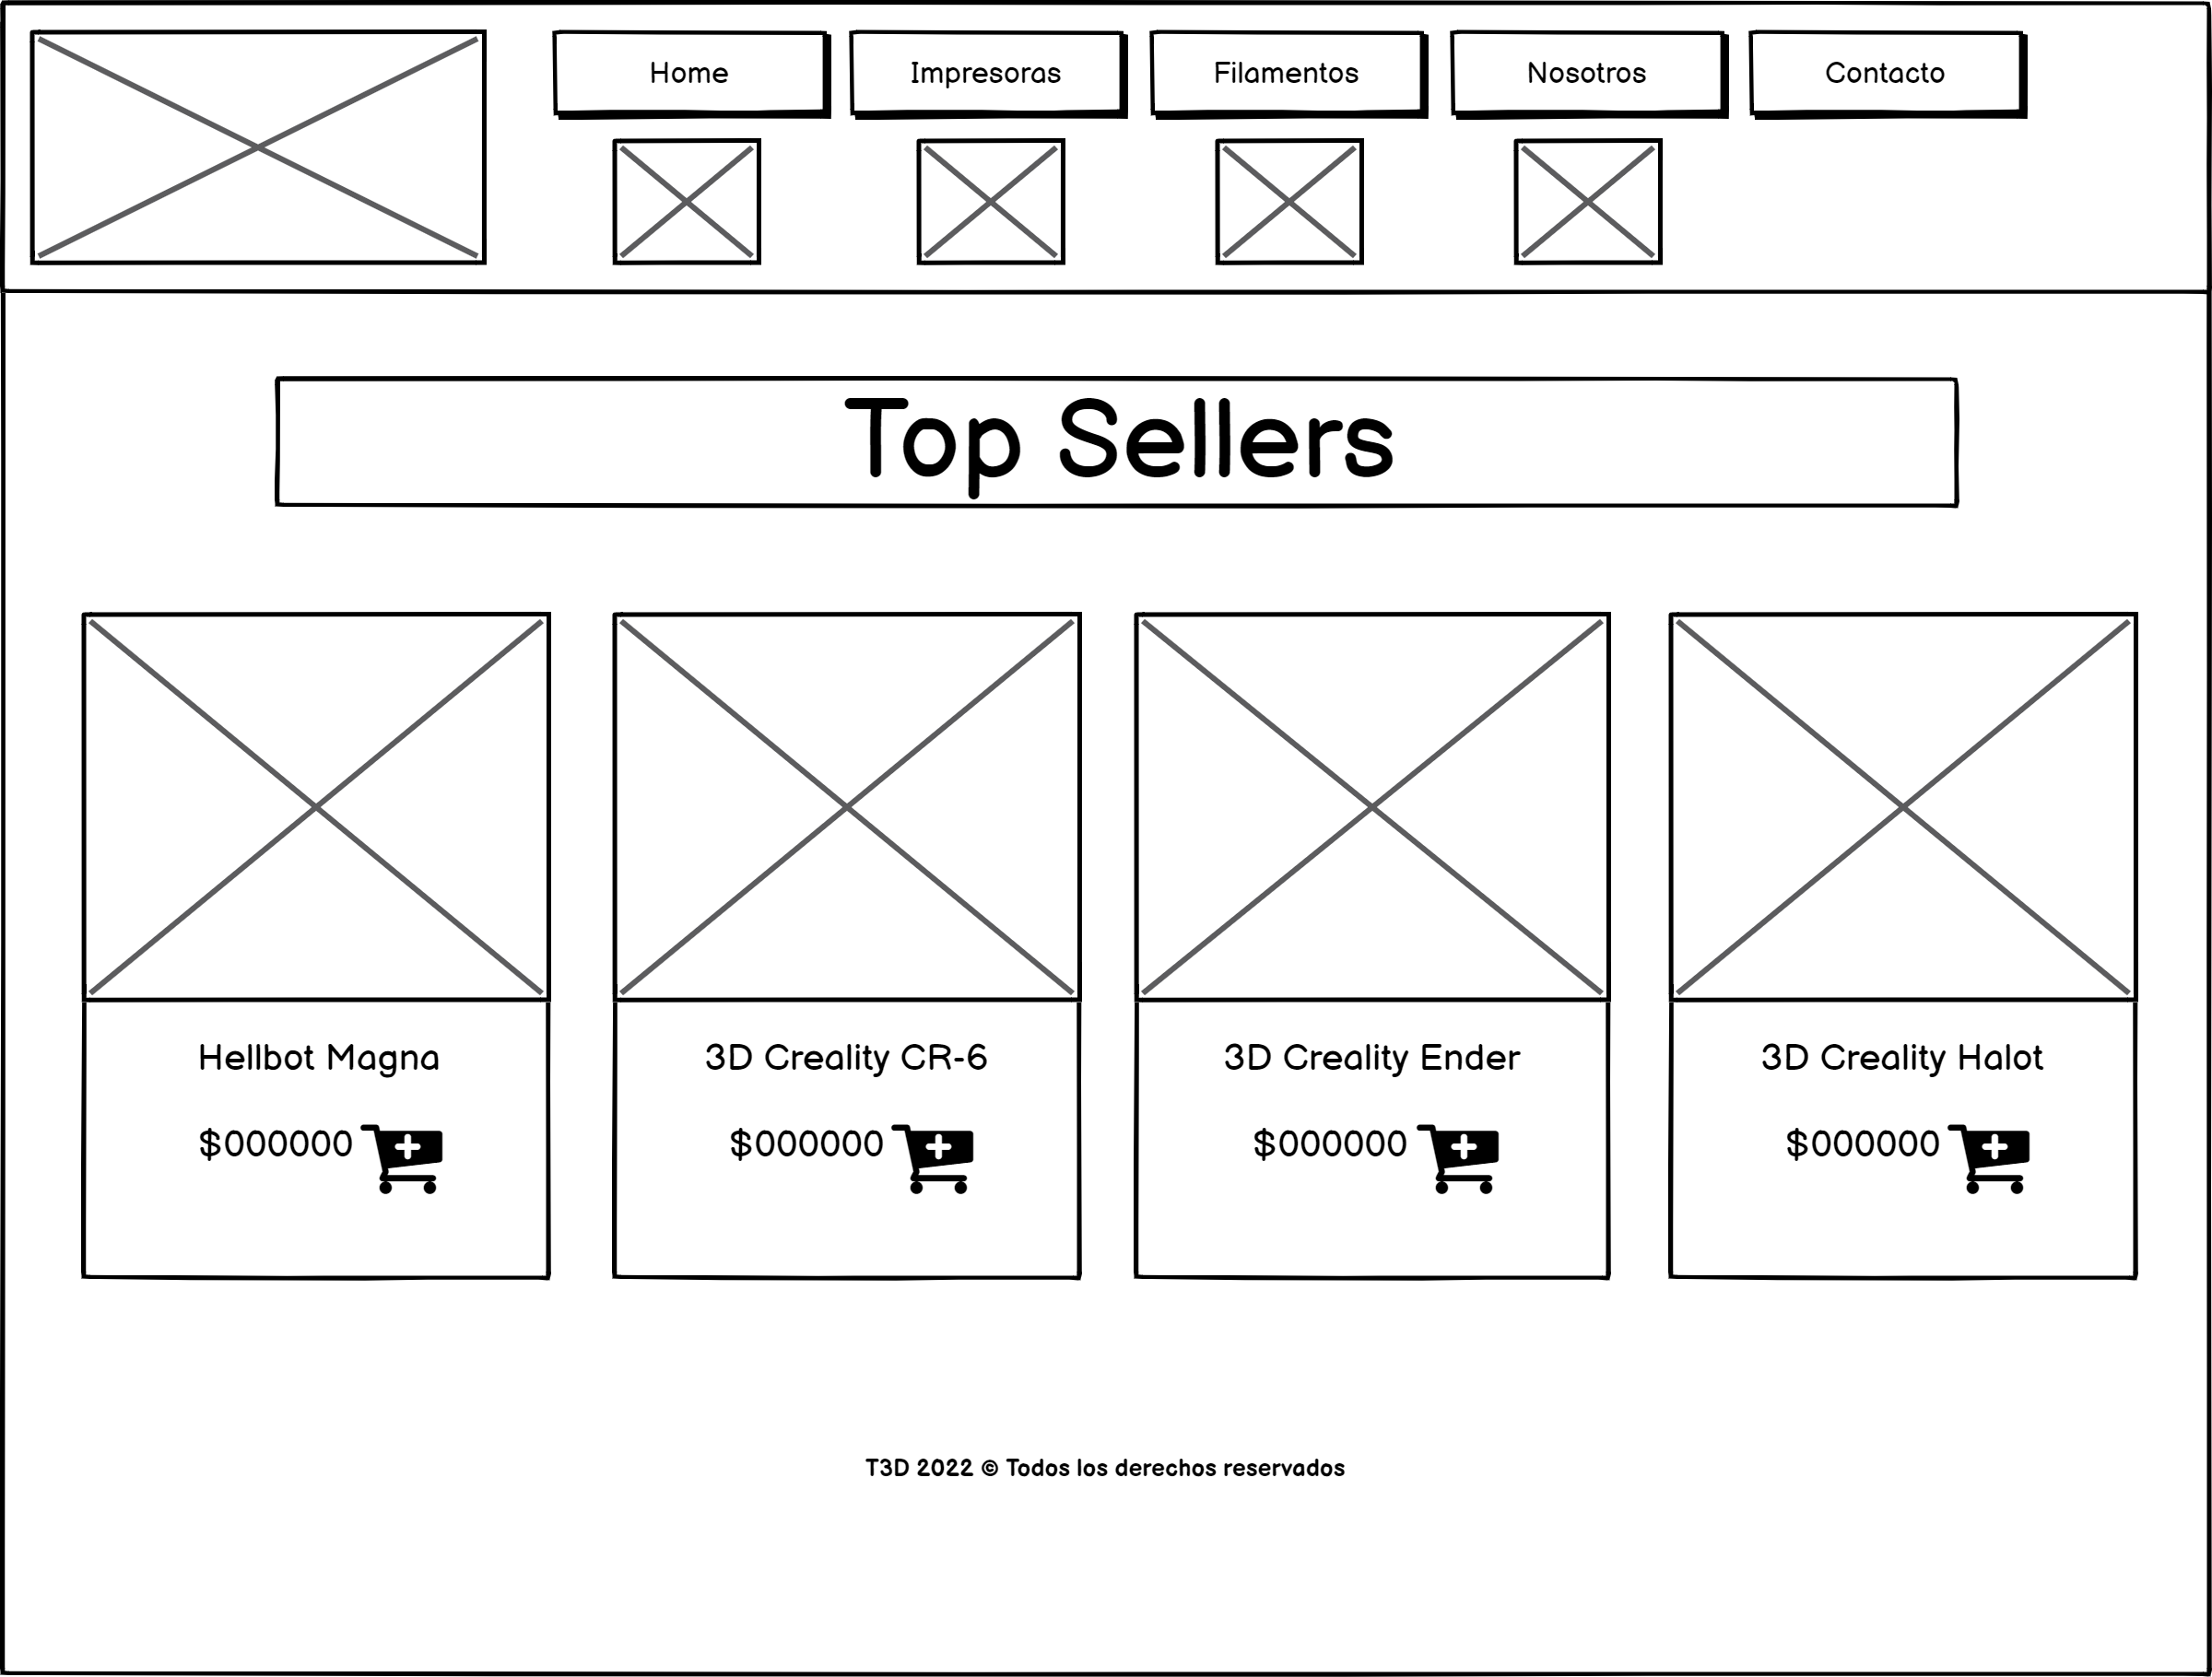 Home Impresoras Filamentos Nosotros Contacto
Top Sellers
Hellbot Magna 3D Creality CR-6 3D Creality Ender 3D Creality Halot
$000000 $000000 $000000 $000000
T3D 2022 © Todos los derechos reservados